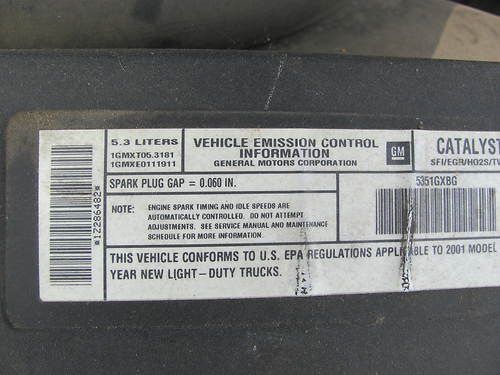 5.3 LITERS
1GMXT05.3181
1GMXE0111911
VEHICLE EMISSION CONTROL
INFORMATION
GENERAL MOTORS CORPORATION
GM
CATALYST
SFI/EGR/HO2S/TW
SPARK PLUG GAP = 0.060 IN.
5351GXBG
NOTE: ENGINE SPARK TIMING AND IDLE SPEEDS ARE
AUTOMATICALLY CONTROLLED. DO NOT ATTEMPT
ADJUSTMENTS. SEE SERVICE MANUAL AND MAINTENANCE
SCHEDULE FOR MORE INFORMATION.
THIS VEHICLE CONFORMS TO U.S. EPA REGULATIONS APPLICABLE TO 2001 MODEL
YEAR NEW LIGHT-DUTY TRUCKS.
*12286482*